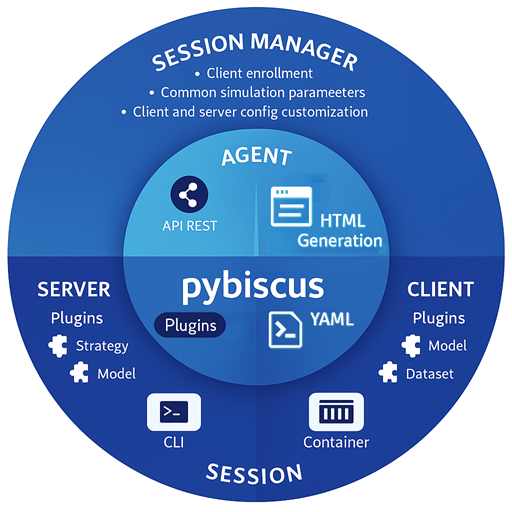 SESSION MANAGER
• Client enrollment
• Common simulation parameeters
• Client and server config customization
AGENT
API REST
HTML
Generation
pybiscus
Plugins
YAML
SERVER
Plugins
Strategy
Model
CLIENT
Plugins
Model
Dataset
CLI
Container
SESSION